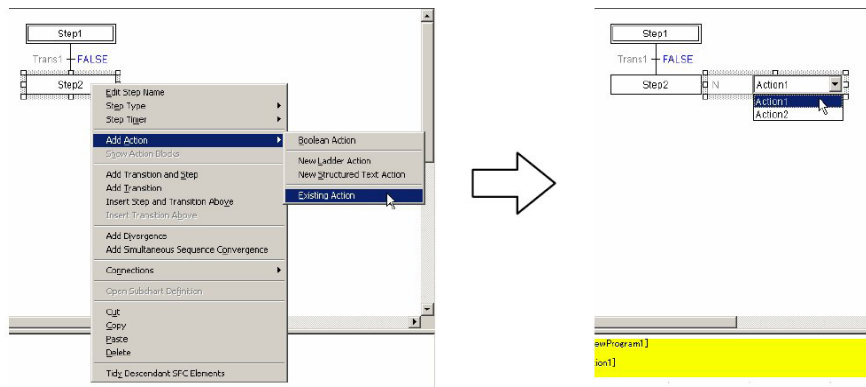 Step1
Trans1 FALSE
Step2
Edit Step Name
Step Type
Step Timer
Add Action
Show Action Blocks
Add Transition and Step
Add Transition
Insert Step and Transition Above
Insert Transition Above
Add Divergence
Add Simultaneous Sequence Convergence
Connections
Open Subchart Definition
Cut
Copy
Paste
Delete
Tidy Descendant SFC Elements
Boolean Action
New Ladder Action
New Structured Text Action
Existing Action
Step1
Trans1 FALSE
Step2 N Action1
Action1
Action2
ewProgram1]
ion1]